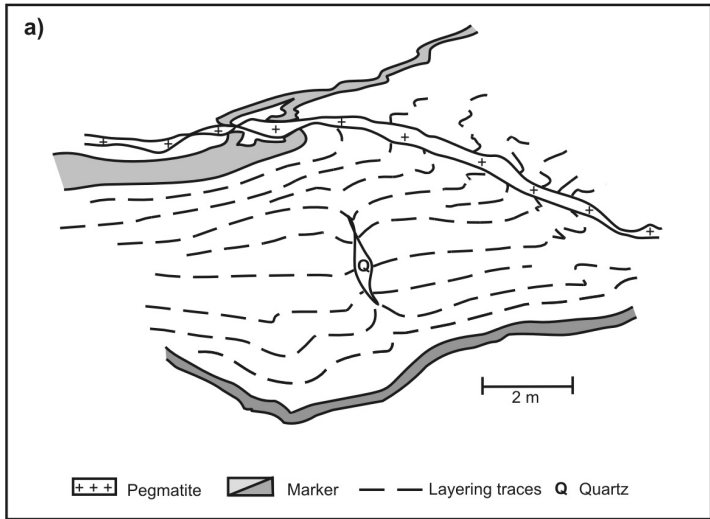 a)
Q
2 m
+ + + Pegmatite Marker Layering traces Q Quartz